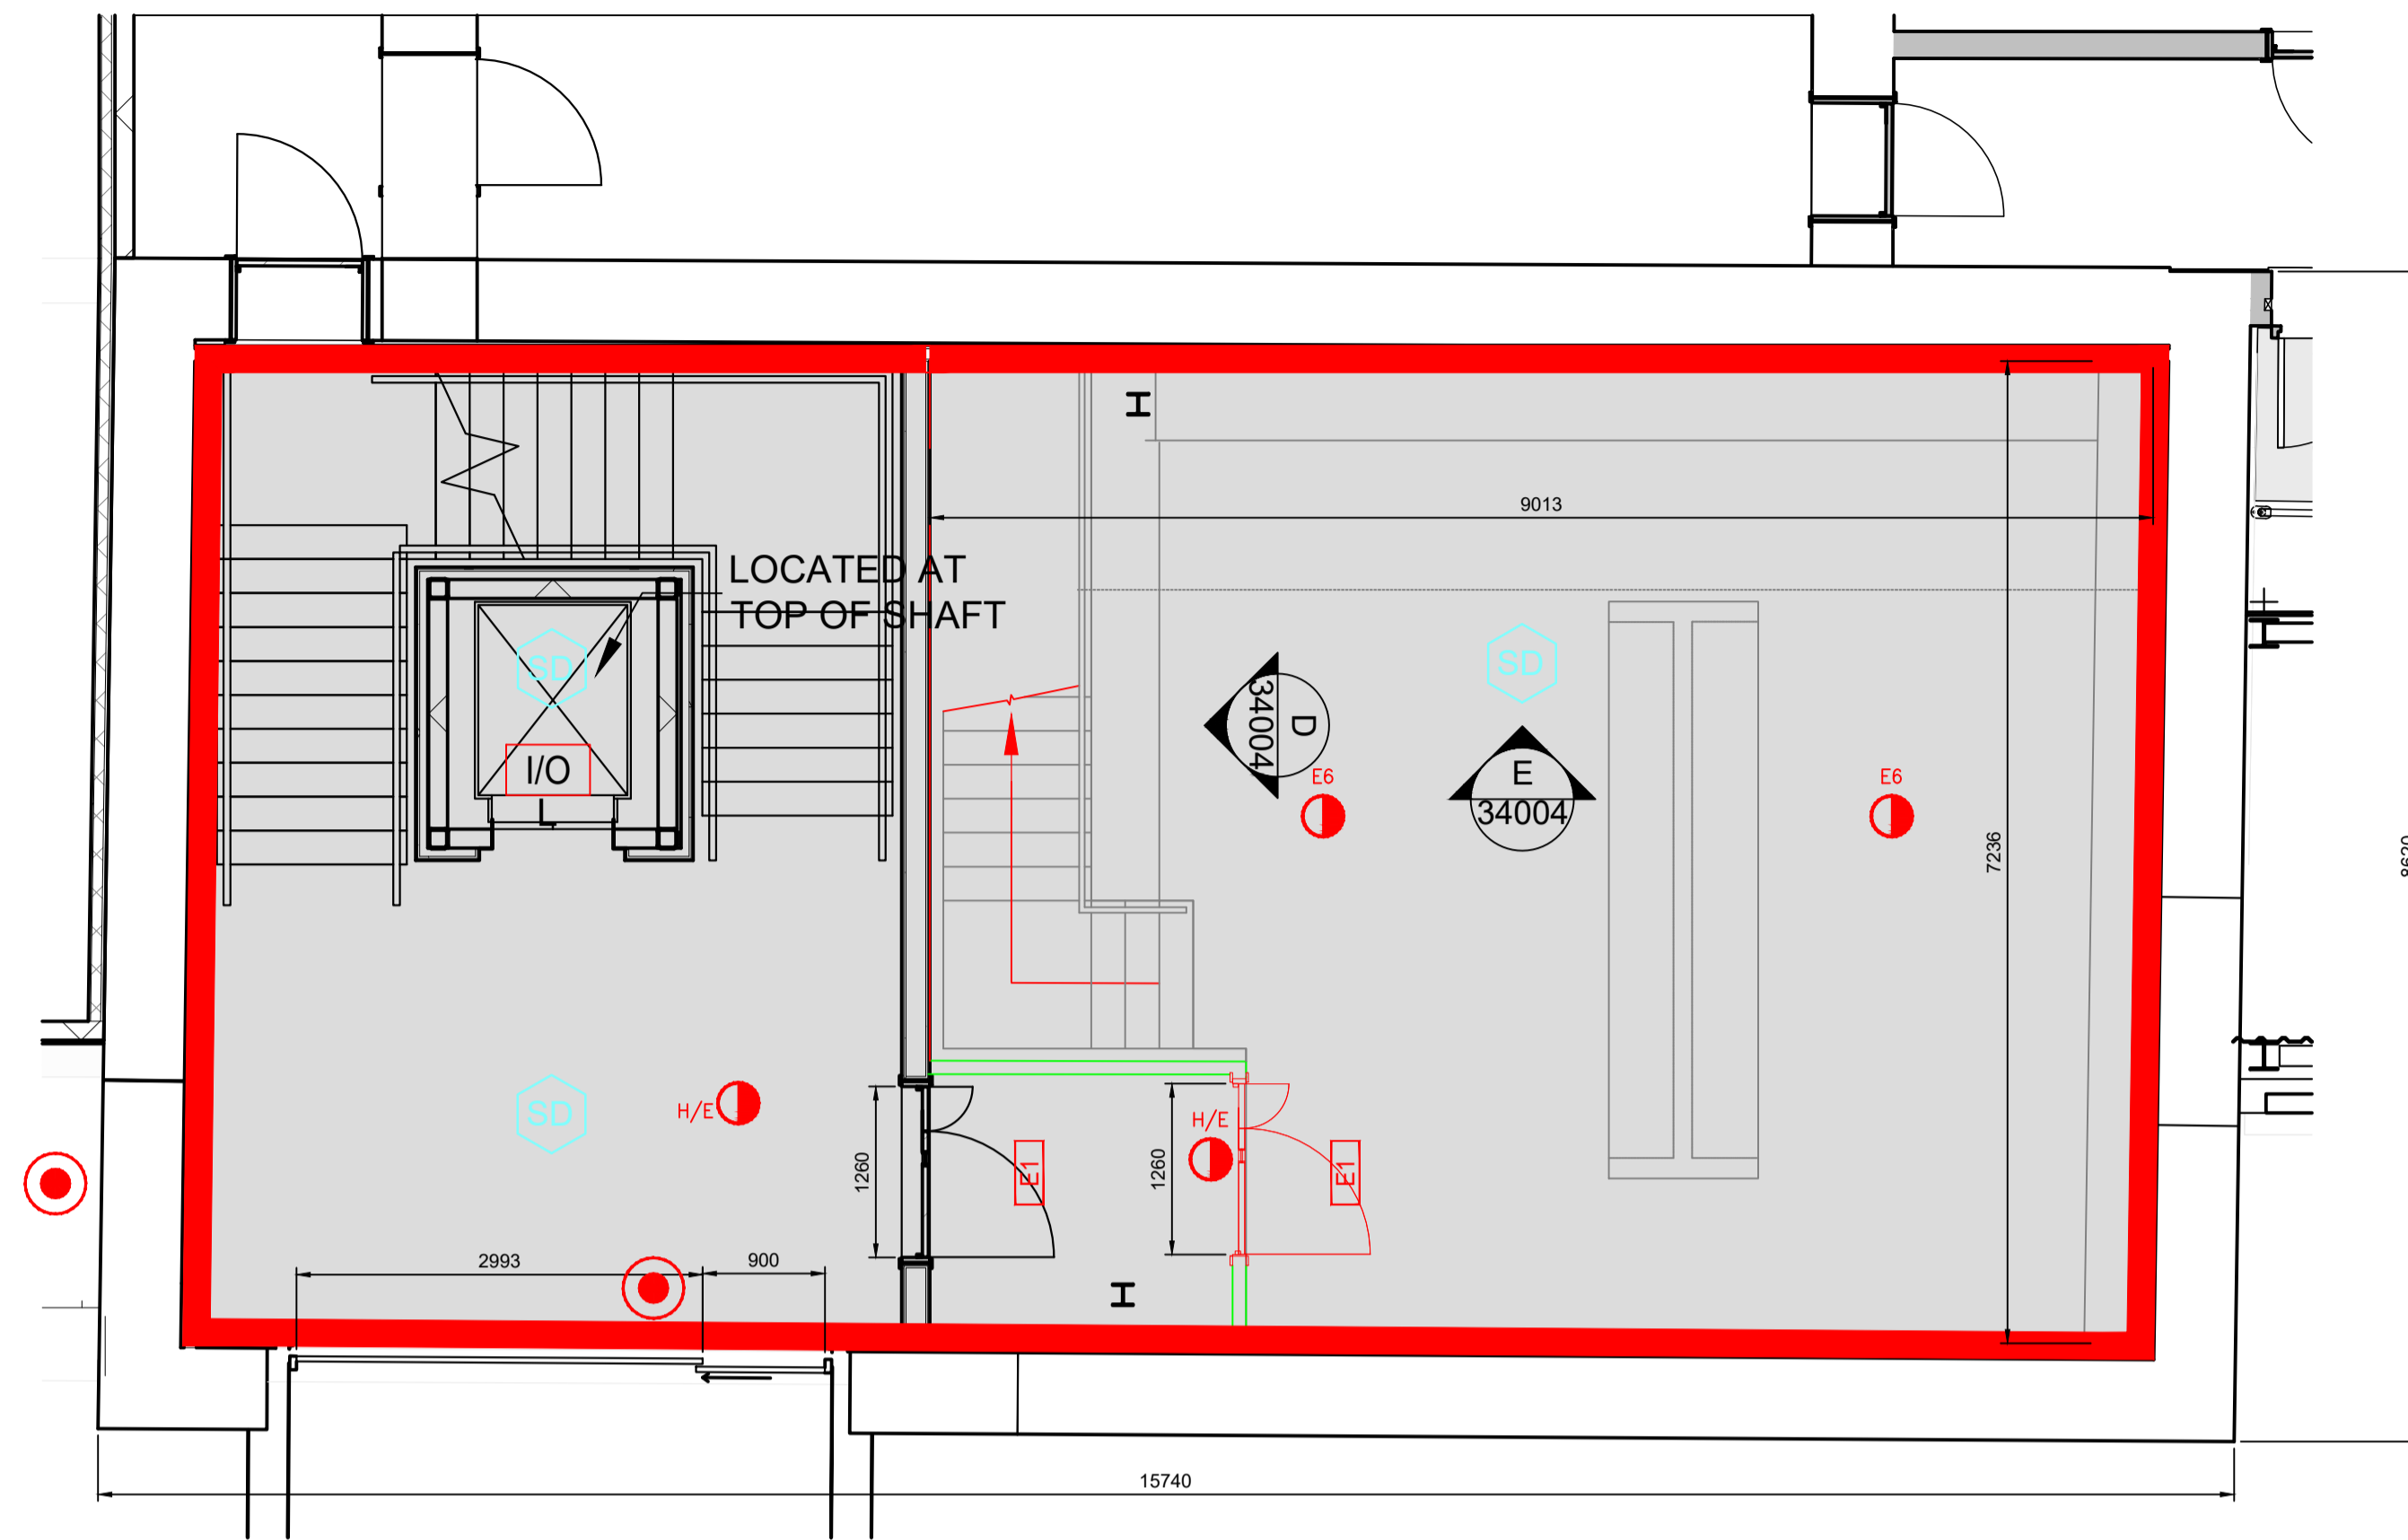 9013
LOCATED AT
TOP OF SHAFT
SD
SD
34004
D
E
34004
E6
E6
I/O
L
7236
8620
SD
H/E
H/E
1260
1260
E1
E1
2993
900
15740